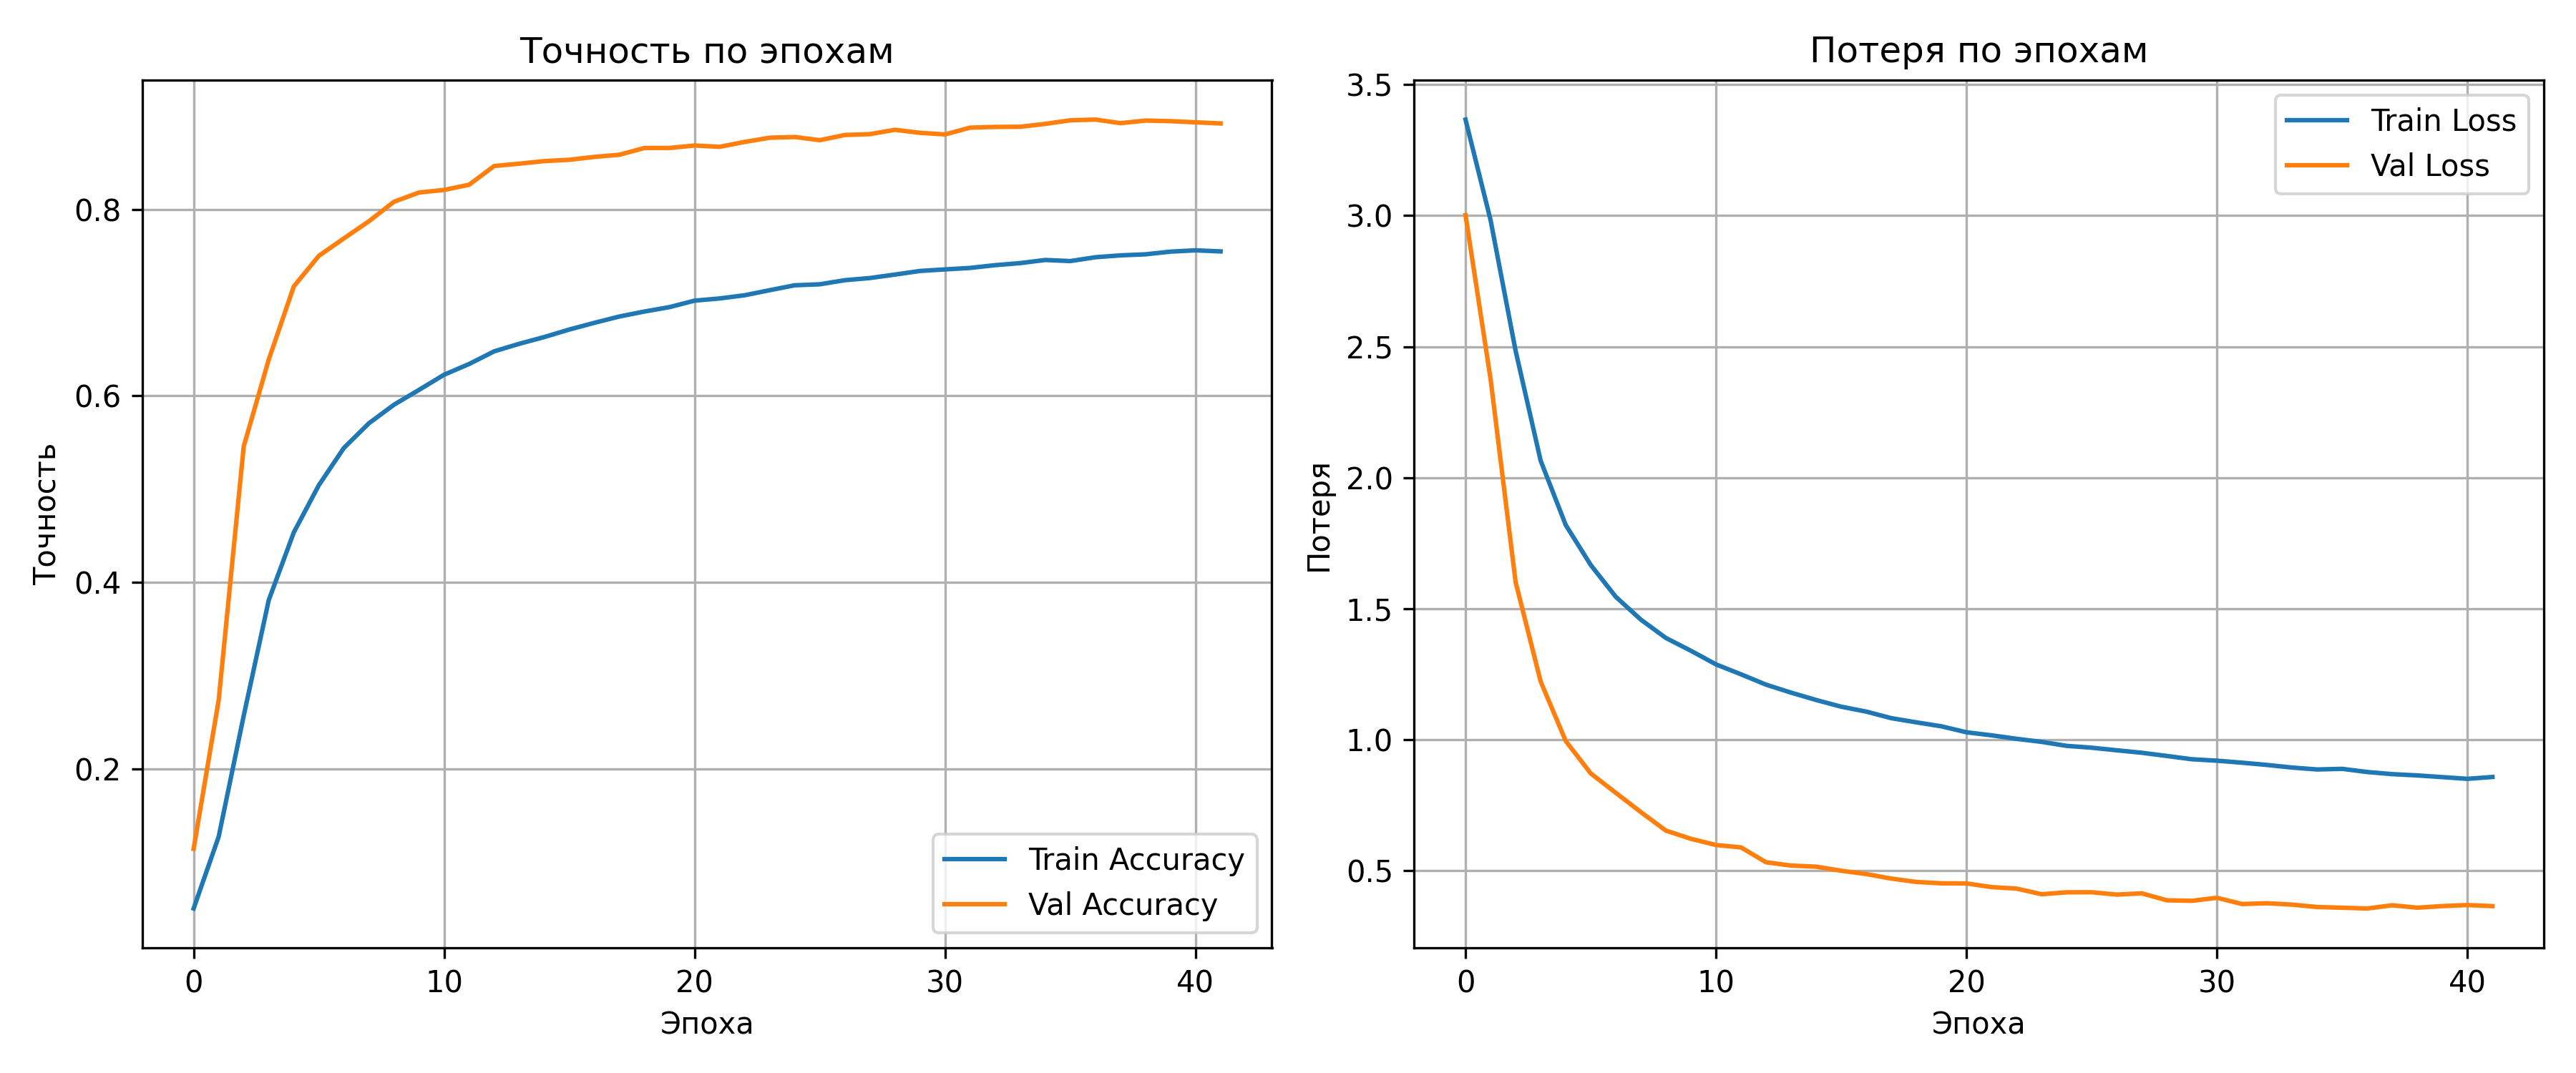 Точность по эпохам
Точность
0.8
0.6
0.4
0.2
0
10
20
30
40
Эпоха
Train Accuracy
Val Accuracy
Потеря по эпохам
Потеря
3.5
3.0
2.5
2.0
1.5
1.0
0.5
0
10
20
30
40
Эпоха
Train Loss
Val Loss